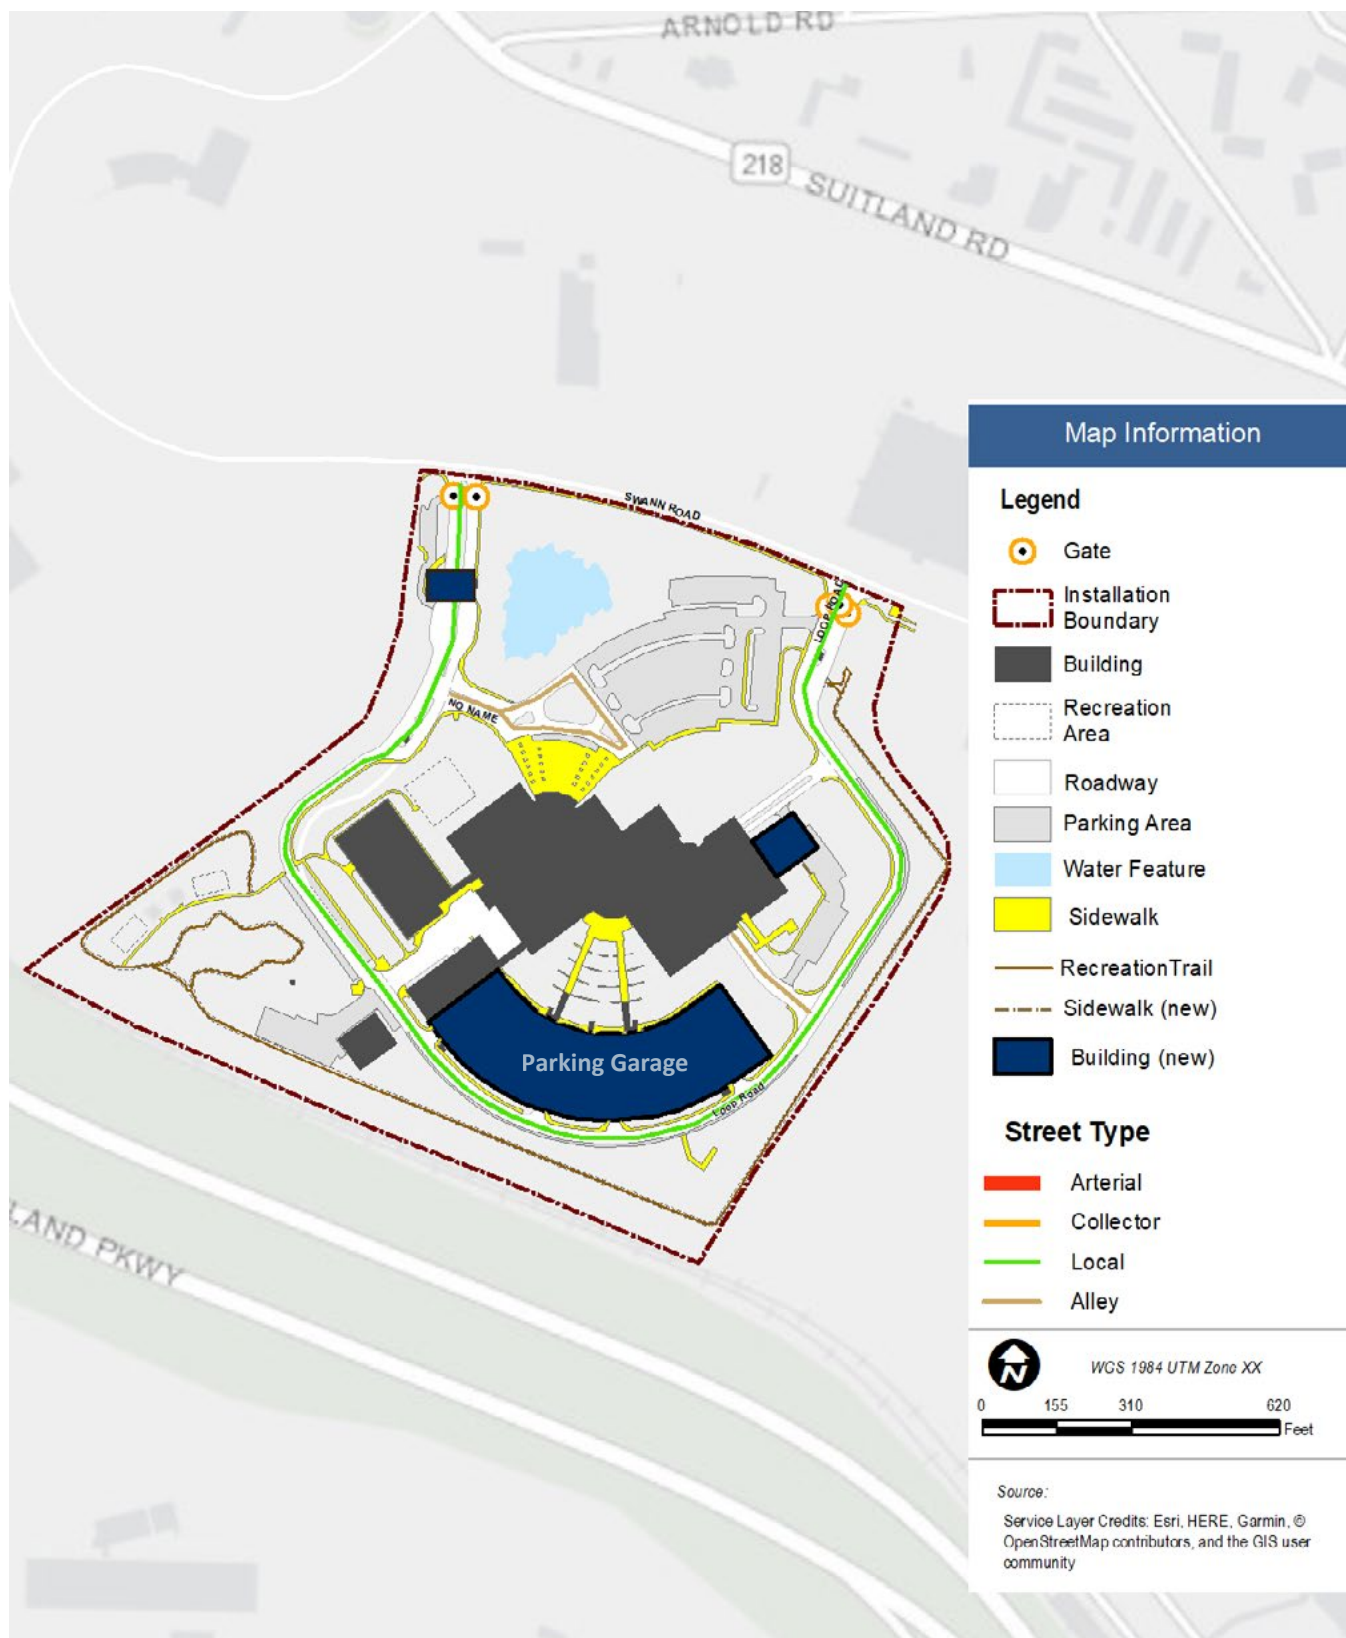 ARNOLD RD
218
SUITLAND RD
SWANN ROAD
LOOP ROAD
NO NAME
Parking Garage
Loop Road
LAND PKWY
Map Information
Legend
Gate
Installation
Boundary
Building
Recreation
Area
Roadway
Parking Area
Water Feature
Sidewalk
Recreation Trail
Sidewalk (new)
Building (new)
Street Type
Arterial
Collector
Local
Alley
N
WGS 1984 UTM Zone XX
0 155 310 620
Feet
Source:
Service Layer Credits: Esri, HERE, Garmin, ©
OpenStreetMap contributors, and the GIS user
community